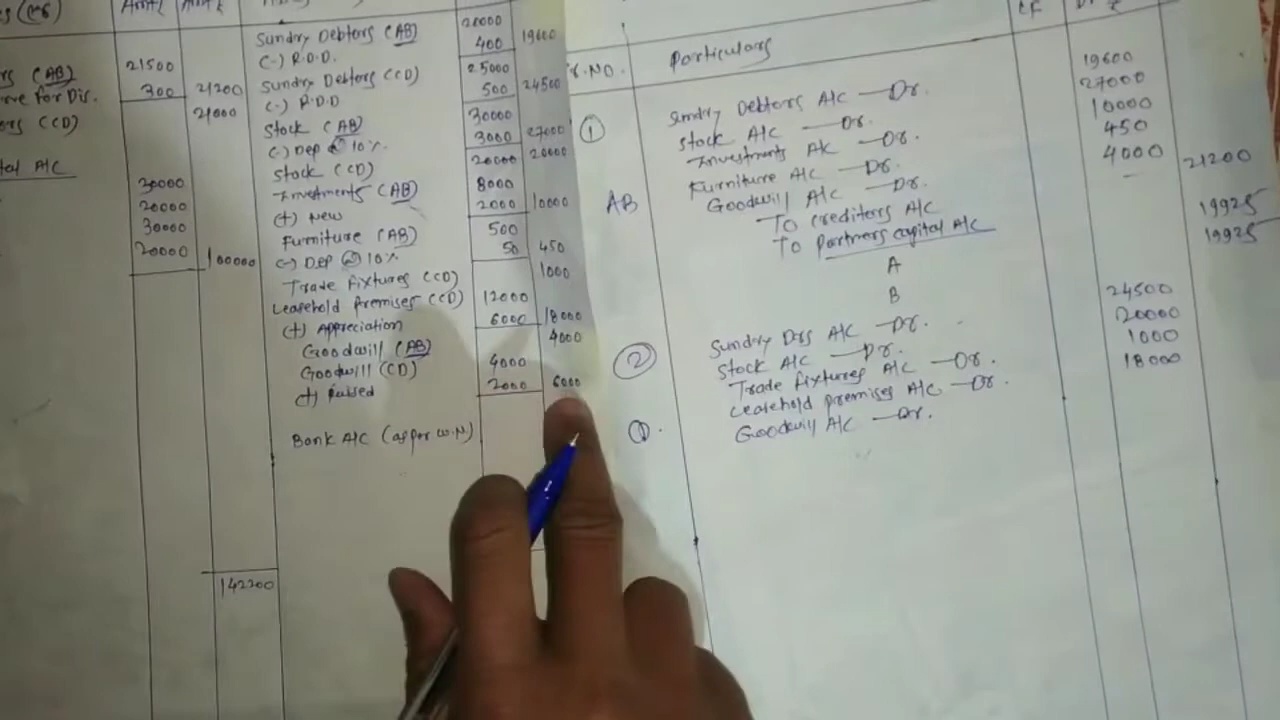 Sundry Debtors (AB) 20000
(-) R.D.D. 400 19600
Sundry Debtors (CD) 25000
(-) R.D.D 500 24500
Stock (AB) 30000
(-) Dep @ 10% 3000 27000
Stock (CD) 20000 20000
Investments (AB) 8000
(+) New 2000 10000
Furniture (AB) 500
(-) Dep @ 10% 50 450
Trade Fixtures (CD) 1000
Leasehold Premises (CD) 12000
(+) Appreciation 6000 18000
Goodwill (AB) 4000
Goodwill (CD) 4000
(+) Raised 2000 6000
Bank A/C (as per W.N)
(AB) 21500
for Dis. 300 21200
(CD) 21000
A/C
30000
20000
30000
20000 100000
142200
Particulars
① Sundry Debtors A/C — Dr. 19600
Stock A/C — Dr. 27000
Investments A/C — Dr. 10000
Furniture A/C — Dr. 450
Goodwill A/C — Dr. 4000
AB To Creditors A/C 21200
To Partners capital A/C
A 19925
B 19925
② Sundry Drs A/C — Dr. 24500
Stock A/C — Dr. 20000
Trade fixtures A/C — Dr. 1000
Leasehold premises A/C — Dr. 18000
Goodwill A/C — Dr.